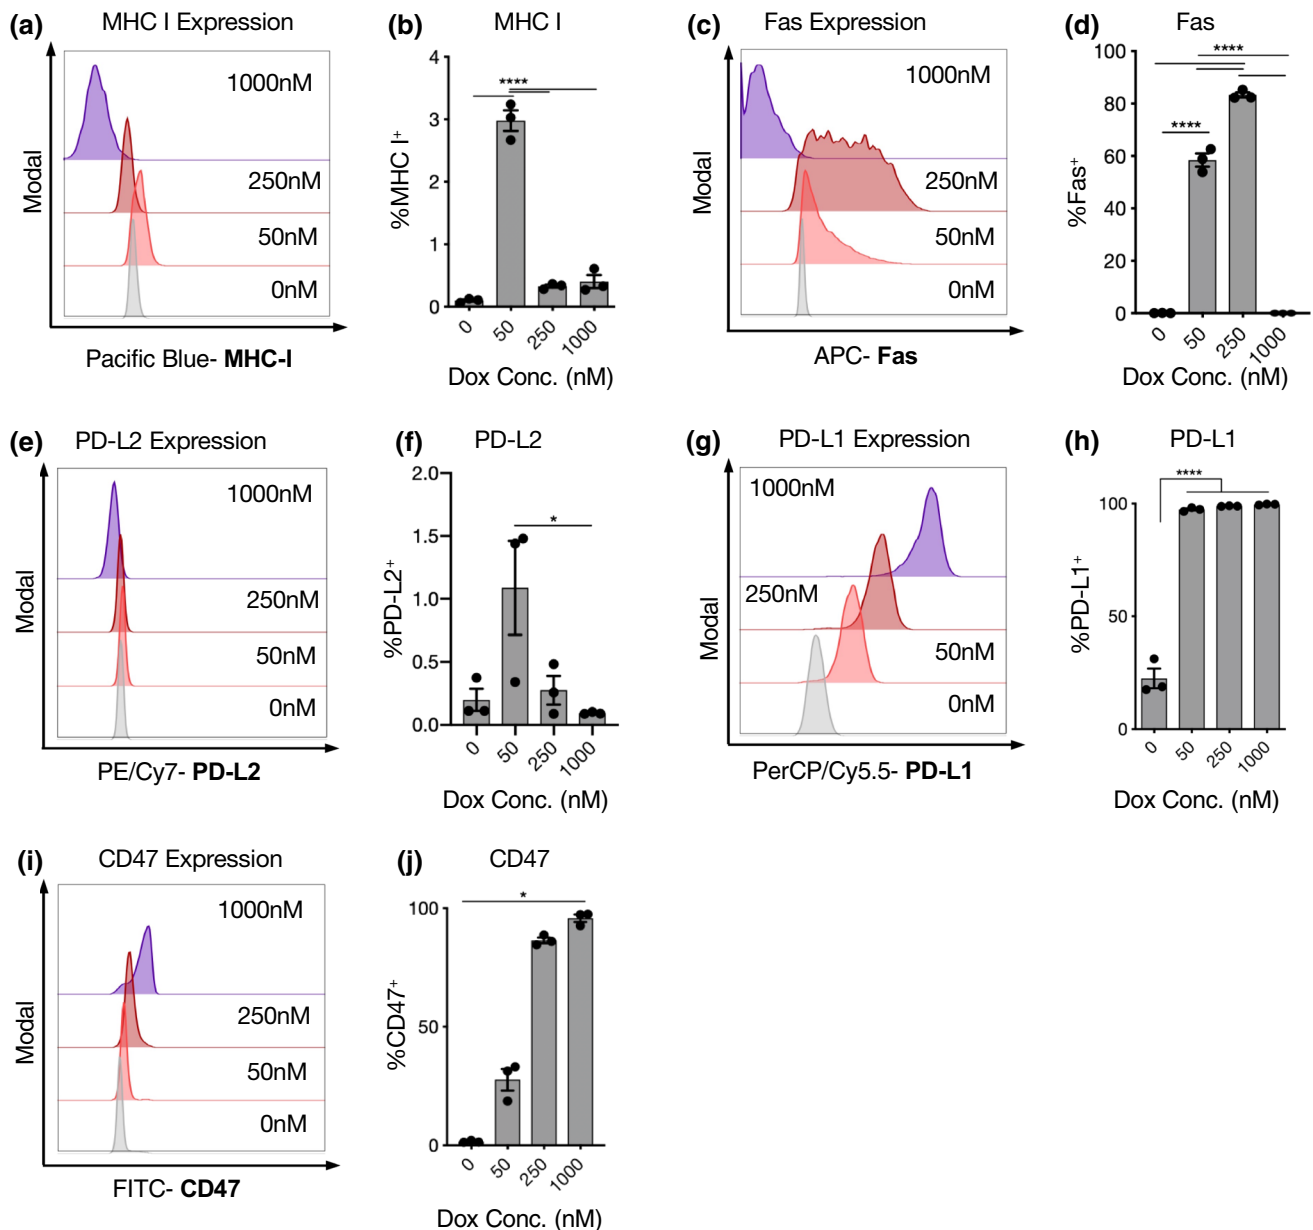 (a) MHC I Expression
1000nM
250nM
50nM
0nM
Modal
Pacific Blue- MHC-I
(b) MHC I
4
3
2
1
0
%MHC I+
****
0 50 250 1000
Dox Conc. (nM)
(c) Fas Expression
1000nM
250nM
50nM
0nM
Modal
APC- Fas
(d) Fas
100
80
60
40
20
0
%Fas+
****
****
0 50 250 1000
Dox Conc. (nM)
(e) PD-L2 Expression
1000nM
250nM
50nM
0nM
Modal
PE/Cy7- PD-L2
(f) PD-L2
2.0
1.5
1.0
0.5
0.0
%PD-L2+
*
0 50 250 1000
Dox Conc. (nM)
(g) PD-L1 Expression
1000nM
250nM
50nM
0nM
Modal
PerCP/Cy5.5- PD-L1
(h) PD-L1
100
50
0
%PD-L1+
****
0 50 250 1000
Dox Conc. (nM)
(i) CD47 Expression
1000nM
250nM
50nM
0nM
Modal
FITC- CD47
(j) CD47
100
50
0
%CD47+
*
0 50 250 1000
Dox Conc. (nM)